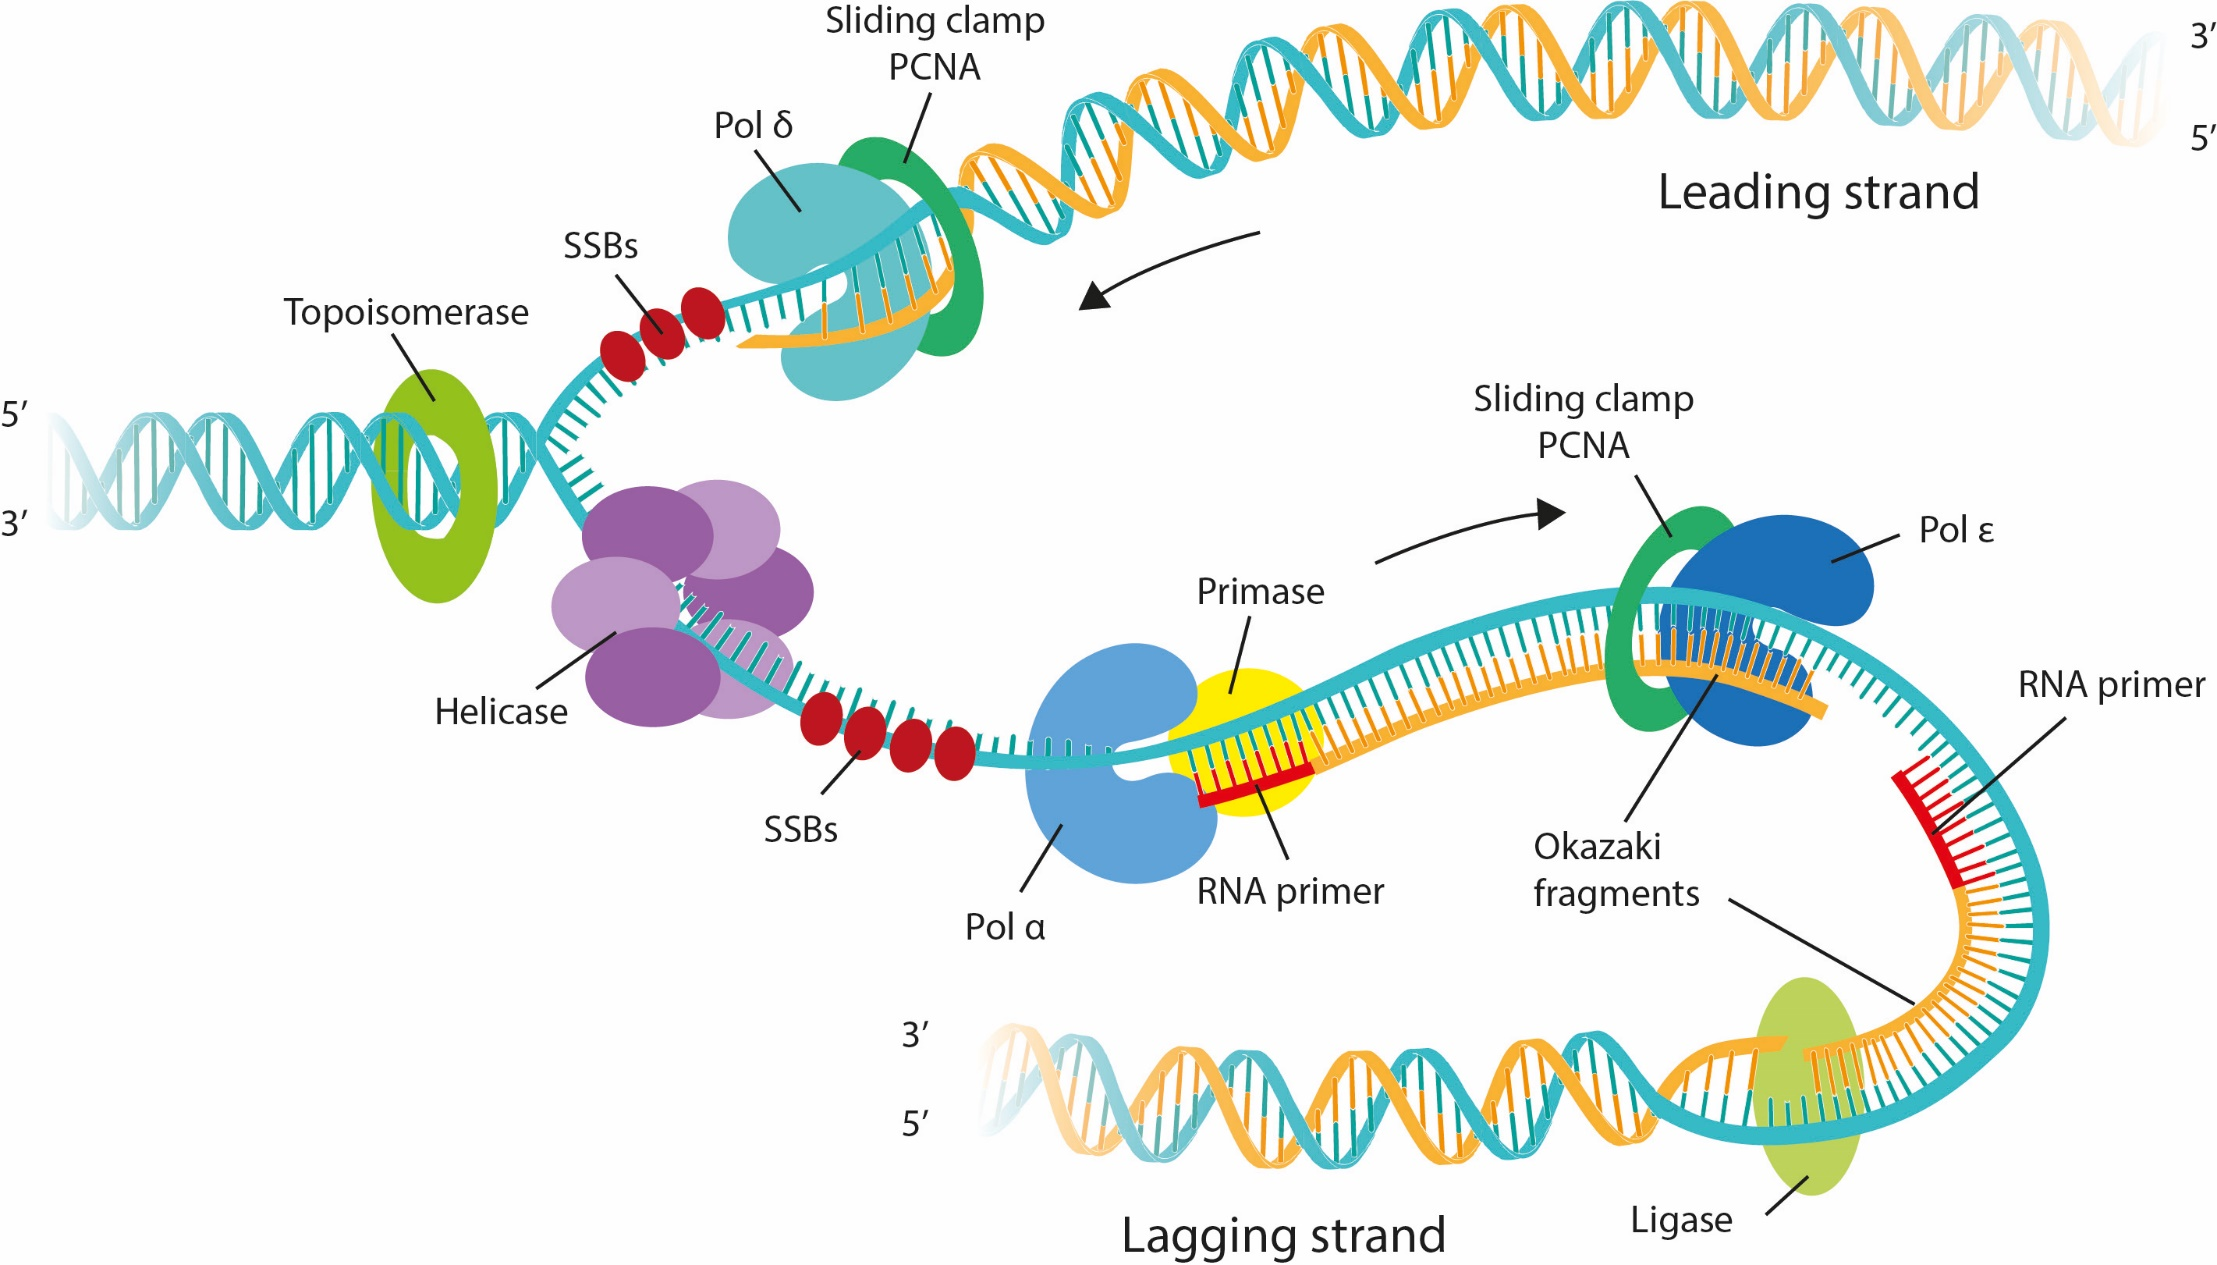 Sliding clamp
PCNA
3′
5′
Pol δ
Leading strand
SSBs
Topoisomerase
5′
3′
Sliding clamp
PCNA
Pol ε
Primase
RNA primer
Helicase
SSBs
Okazaki
fragments
RNA primer
Pol α
3′
5′
Ligase
Lagging strand